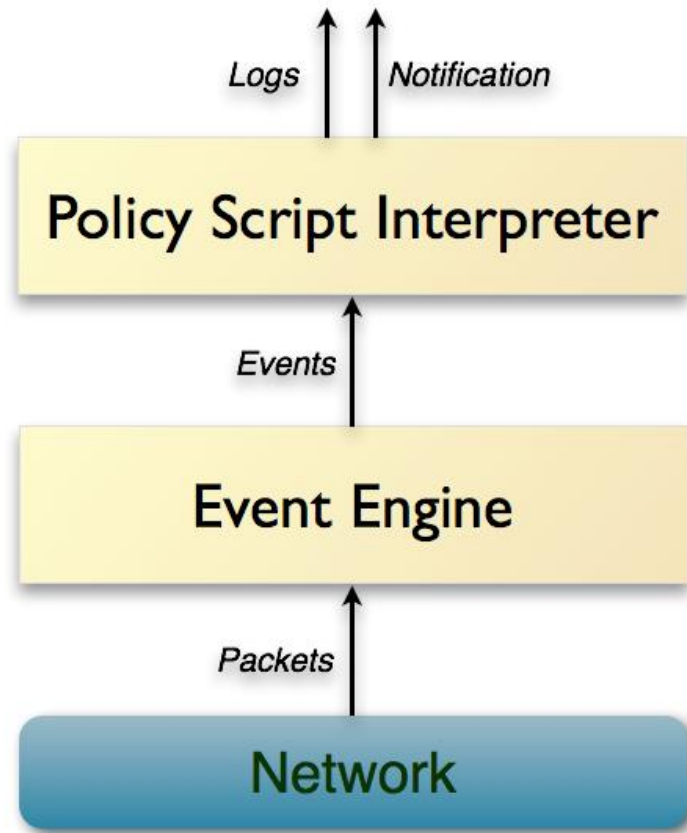 Logs
Notification
Policy Script Interpreter
Events
Event Engine
Packets
Network